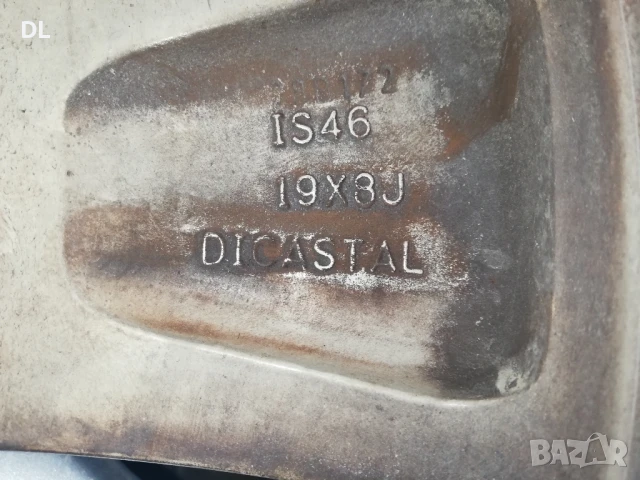 DL
IS46
19X8J
DICASTAL
BAZAR